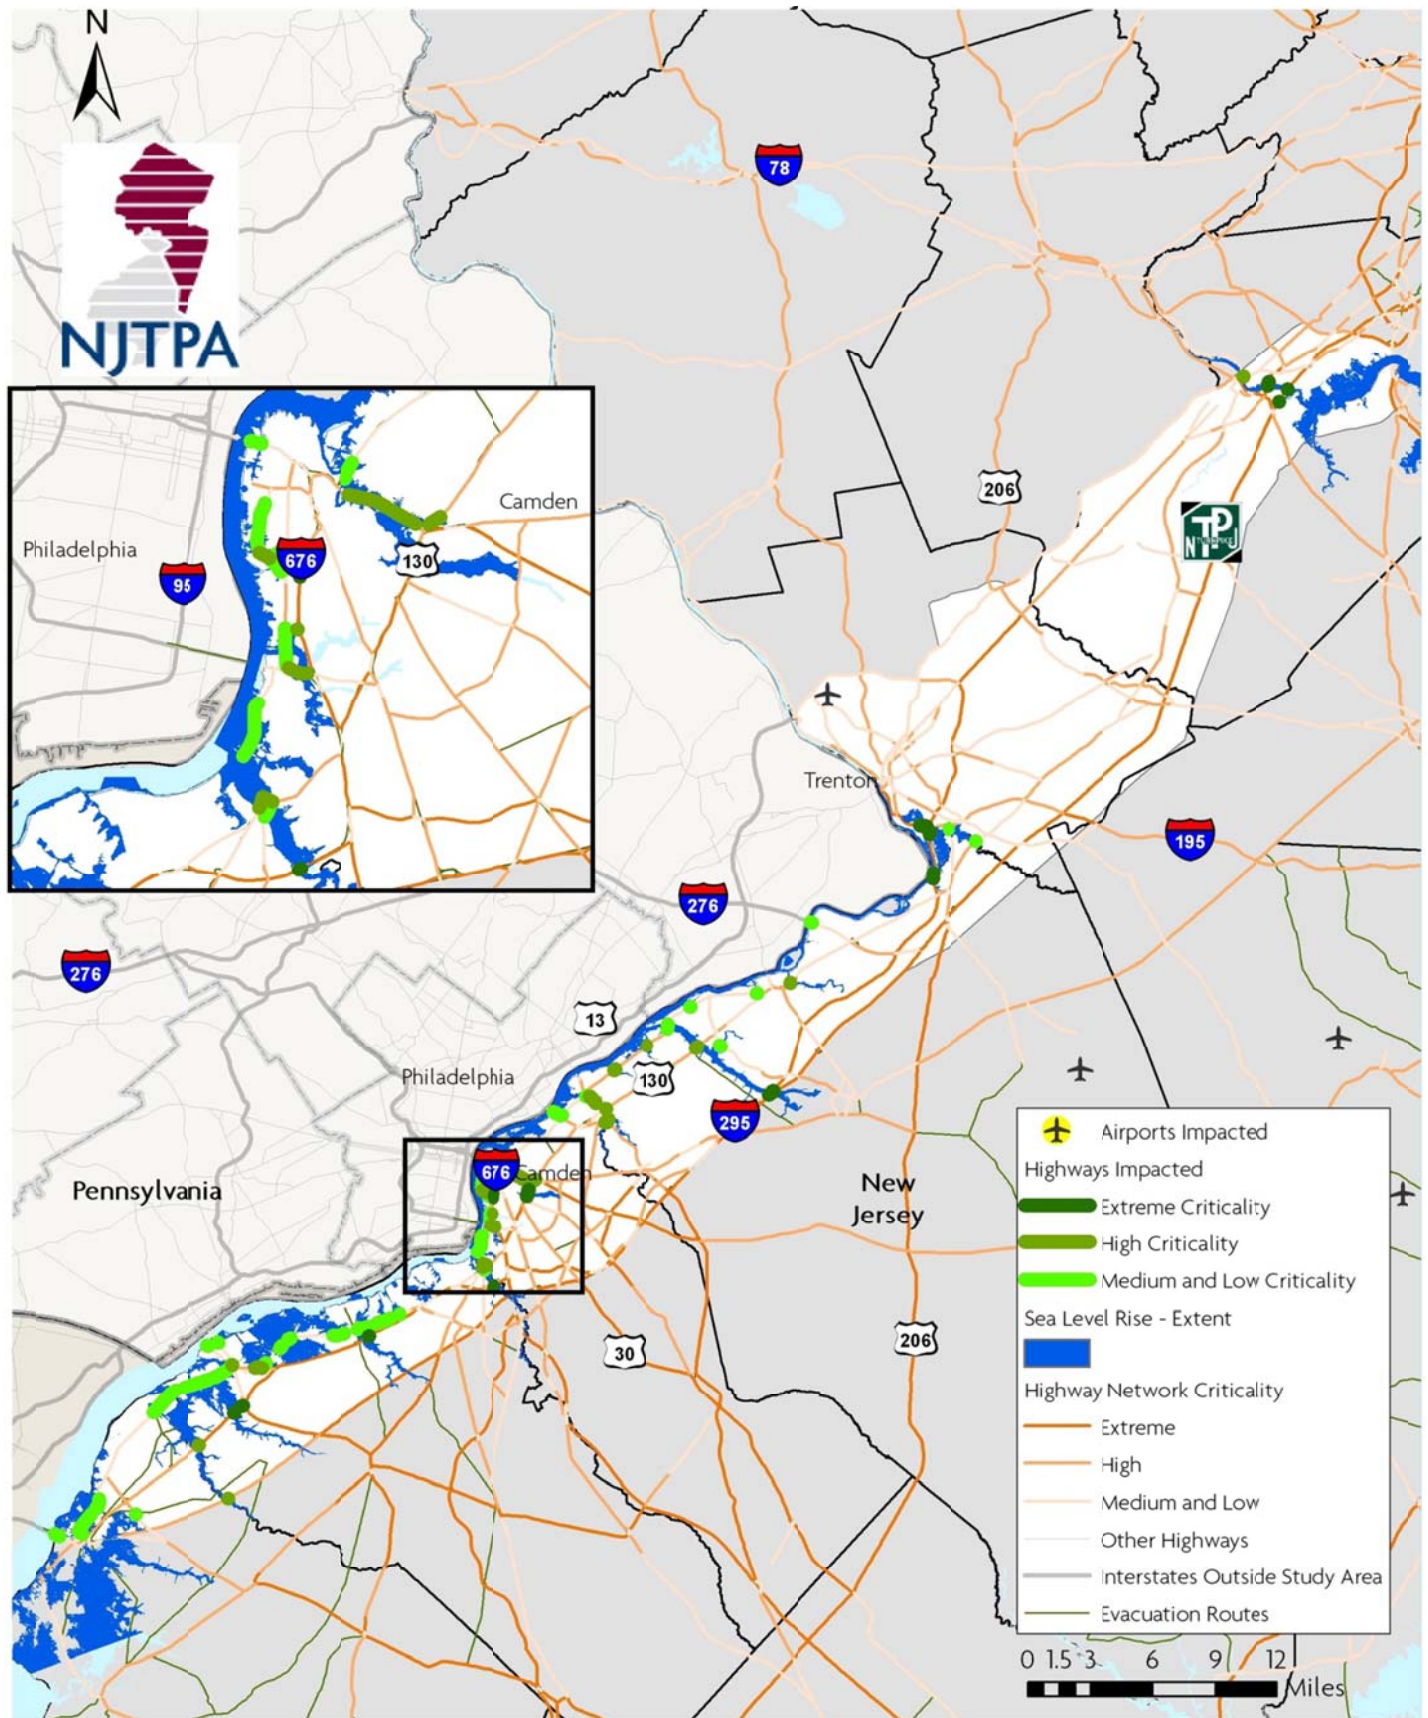 N
NJTPA
78
206
Camden
Philadelphia
95
676
130
N TP J
Trenton
195
276
276
13
Philadelphia
130
295
676
Camden
Pennsylvania
New
Jersey
30
206
Airports Impacted
Highways Impacted
Extreme Criticality
High Criticality
Medium and Low Criticality
Sea Level Rise - Extent
Highway Network Criticality
Extreme
High
Medium and Low
Other Highways
Interstates Outside Study Area
Evacuation Routes
0 1.5 3 6 9 12
Miles